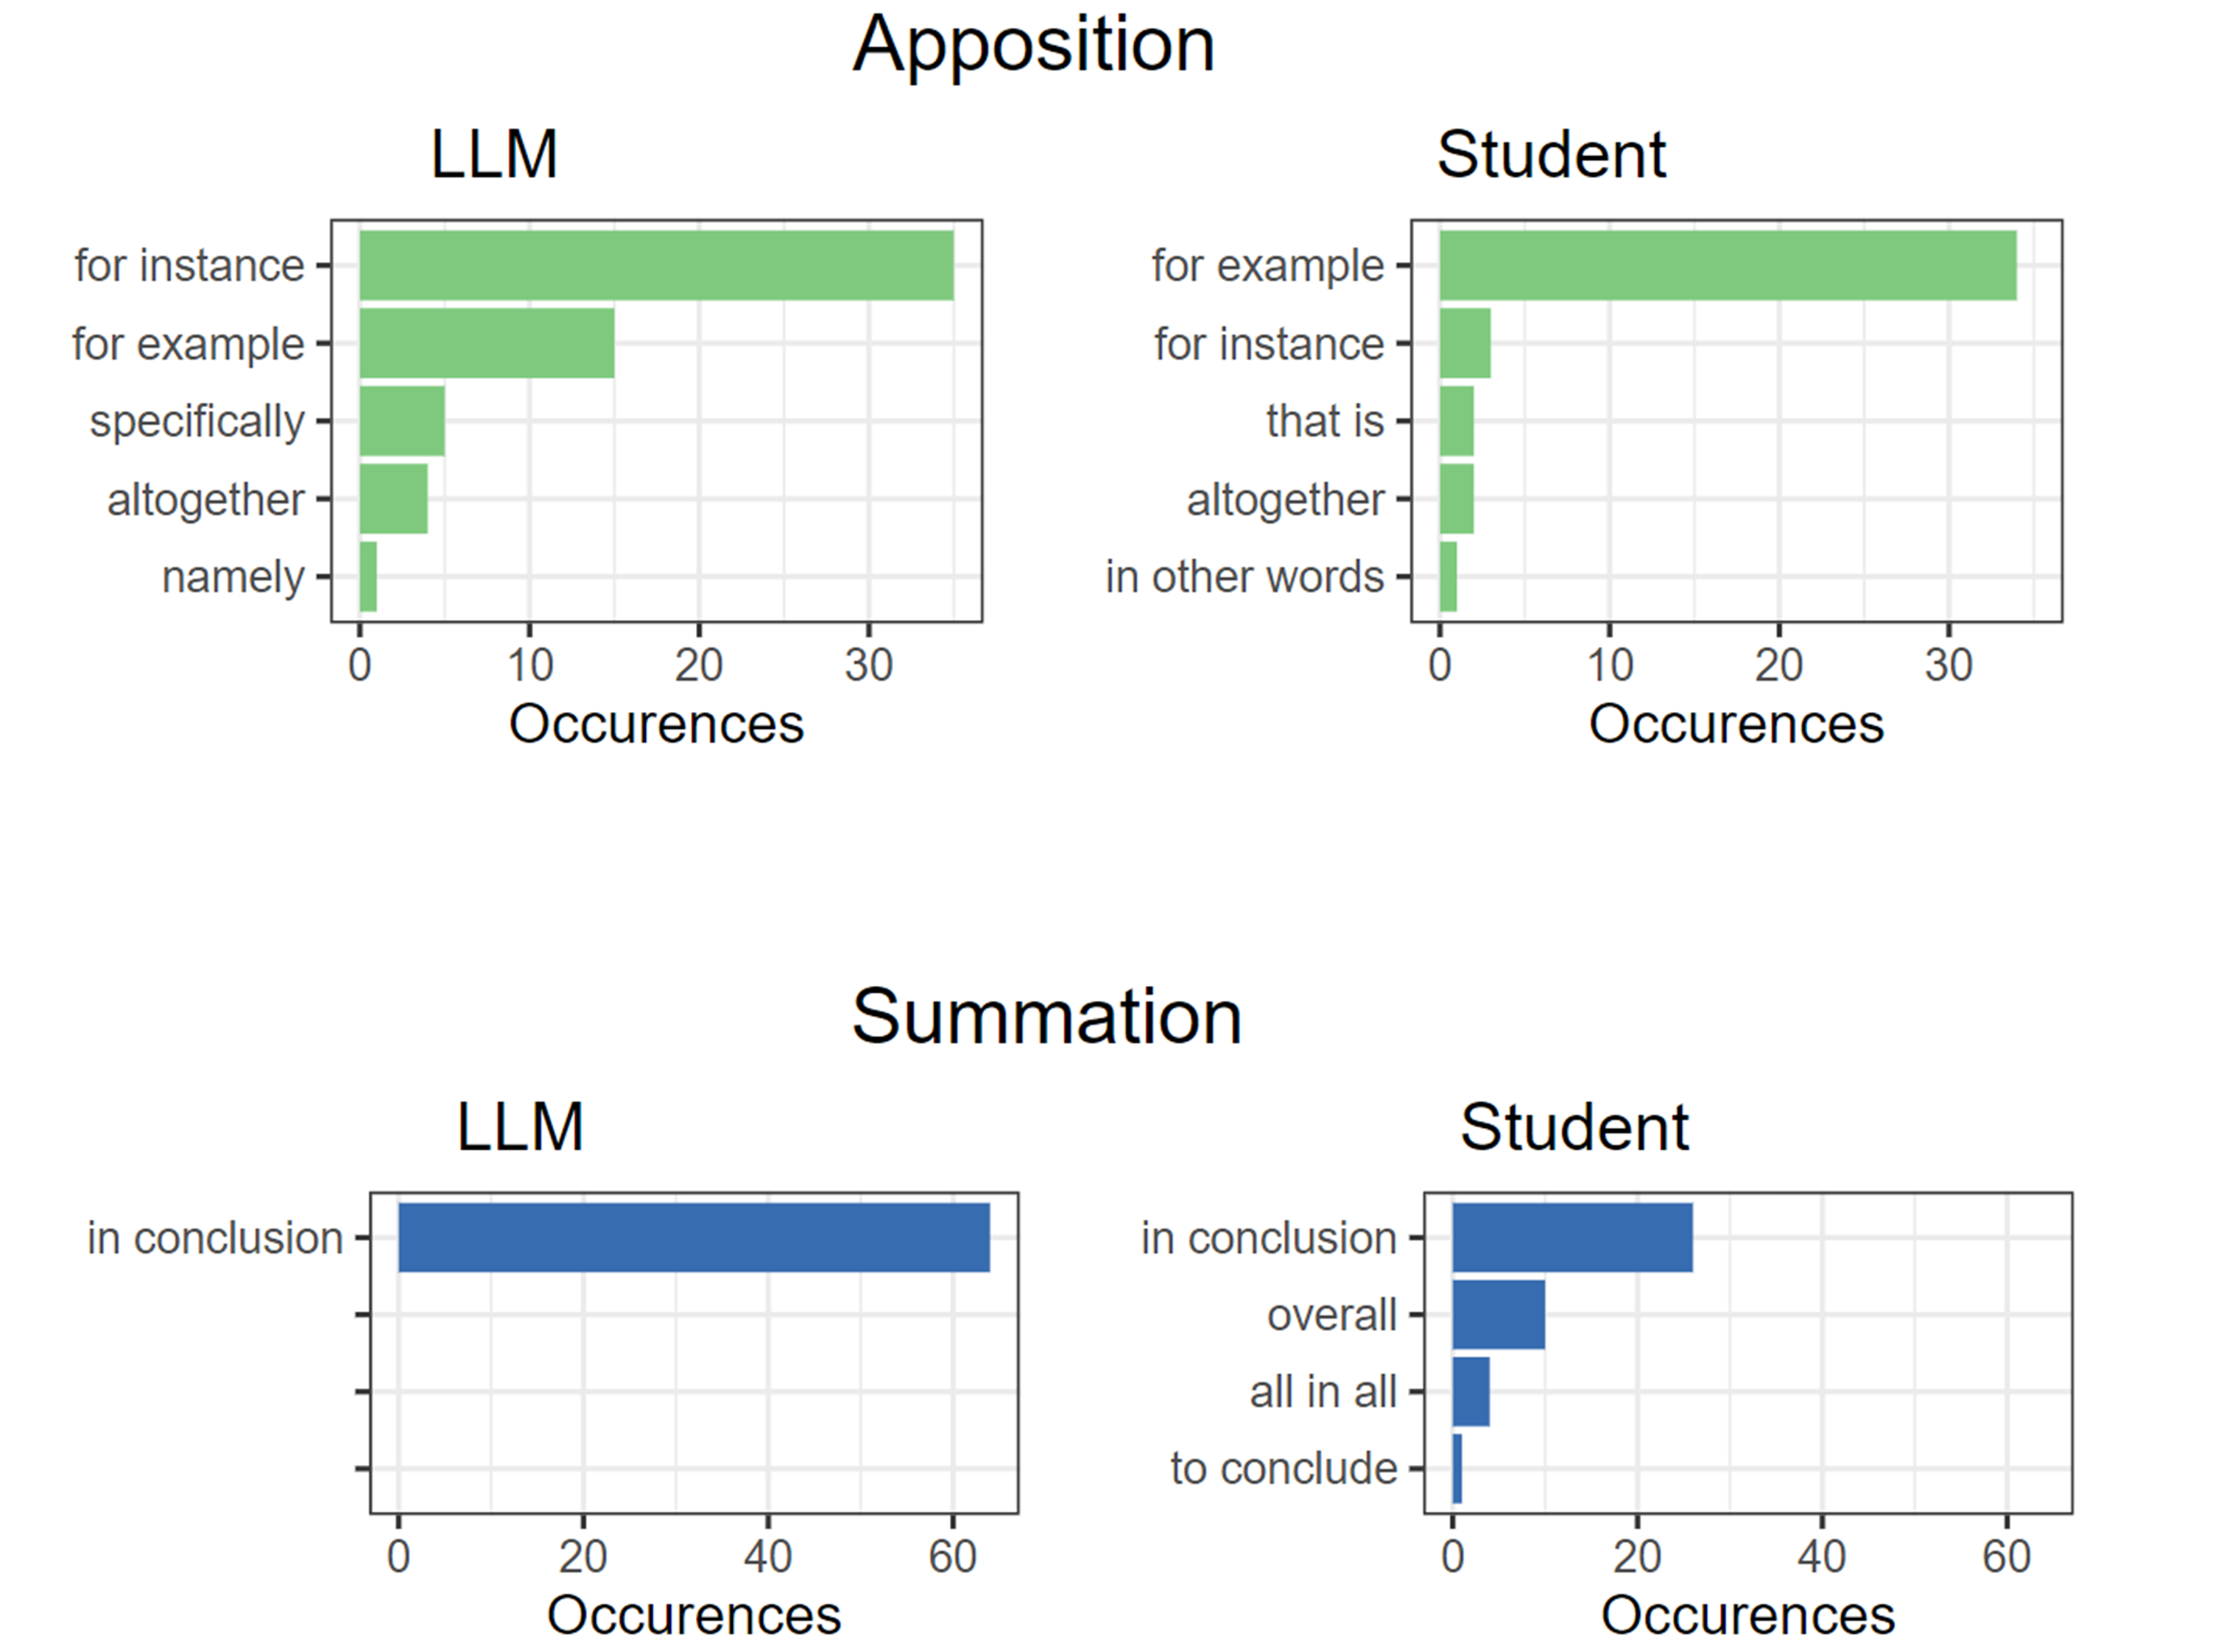 Apposition
LLM
for instance
for example
specifically
altogether
namely
0 10 20 30
Occurences
Student
for example
for instance
that is
altogether
in other words
0 10 20 30
Occurences
Summation
LLM
in conclusion
0 20 40 60
Occurences
Student
in conclusion
overall
all in all
to conclude
0 20 40 60
Occurences